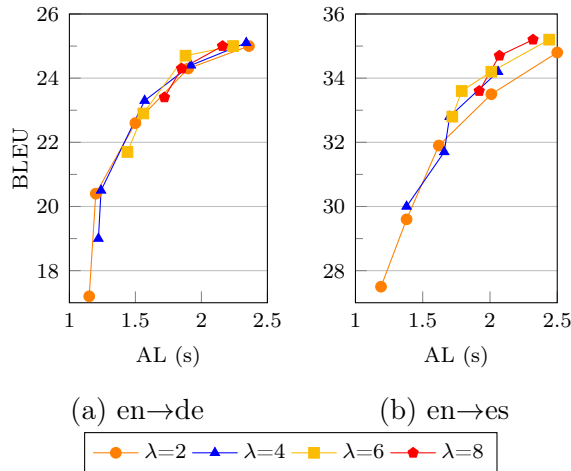 26
24
22
20
18
BLEU
1 1.5 2 2.5
AL (s)
(a) en→de
36
34
32
30
28
1 1.5 2 2.5
AL (s)
(b) en→es
λ=2 λ=4 λ=6 λ=8